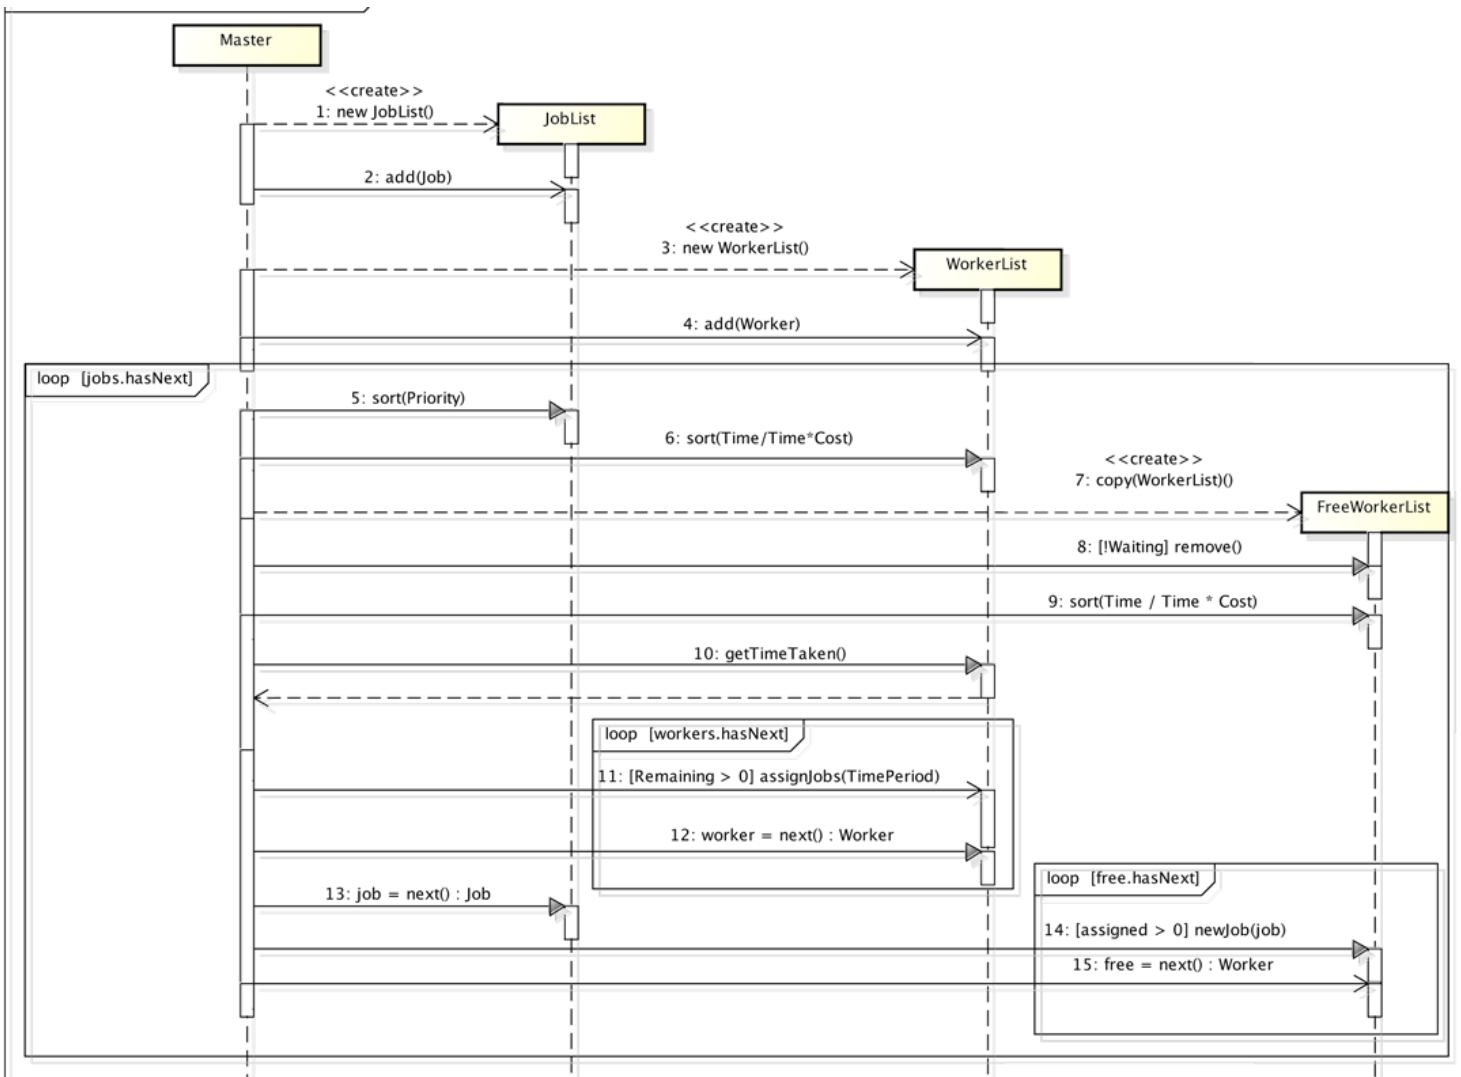 Master
<<create>>
1: new JobList()
JobList
2: add(Job)
<<create>>
3: new WorkerList()
WorkerList
4: add(Worker)
loop [jobs.hasNext]
5: sort(Priority)
6: sort(Time/Time*Cost)
<<create>>
7: copy(WorkerList)()
FreeWorkerList
8: [!Waiting] remove()
9: sort(Time / Time * Cost)
10: getTimeTaken()
loop [workers.hasNext]
11: [Remaining > 0] assignJobs(TimePeriod)
12: worker = next() : Worker
loop [free.hasNext]
13: job = next() : Job
14: [assigned > 0] newJob(job)
15: free = next() : Worker